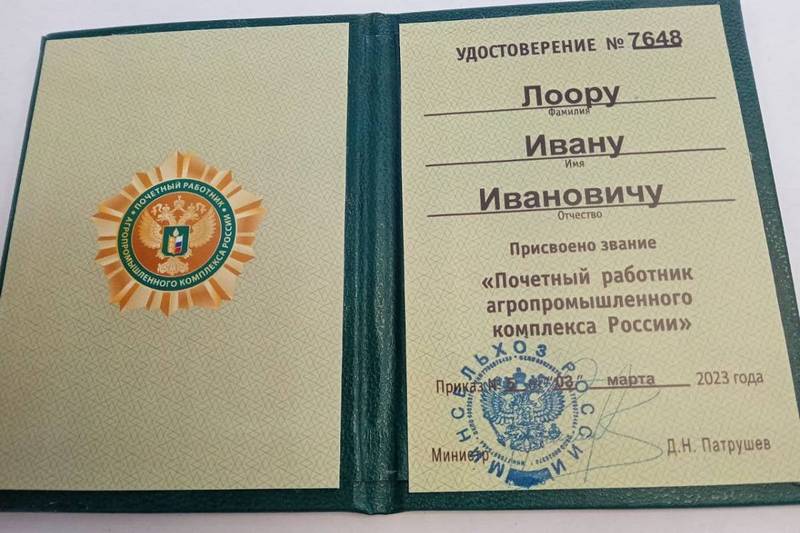 ПОЧЕТНЫЙ РАБОТНИК
АГРОПРОМЫШЛЕННОГО КОМПЛЕКСА РОССИИ
УДОСТОВЕРЕНИЕ № 7648
Лоору
Фамилия
Ивану
Имя
Ивановичу
Отчество
Присвоено звание
«Почетный работник
агропромышленного
комплекса России»
Приказ № 5 от "03" марта 2023 года
Министр Д.Н. Патрушев
МИНСЕЛЬХОЗ РОССИИ